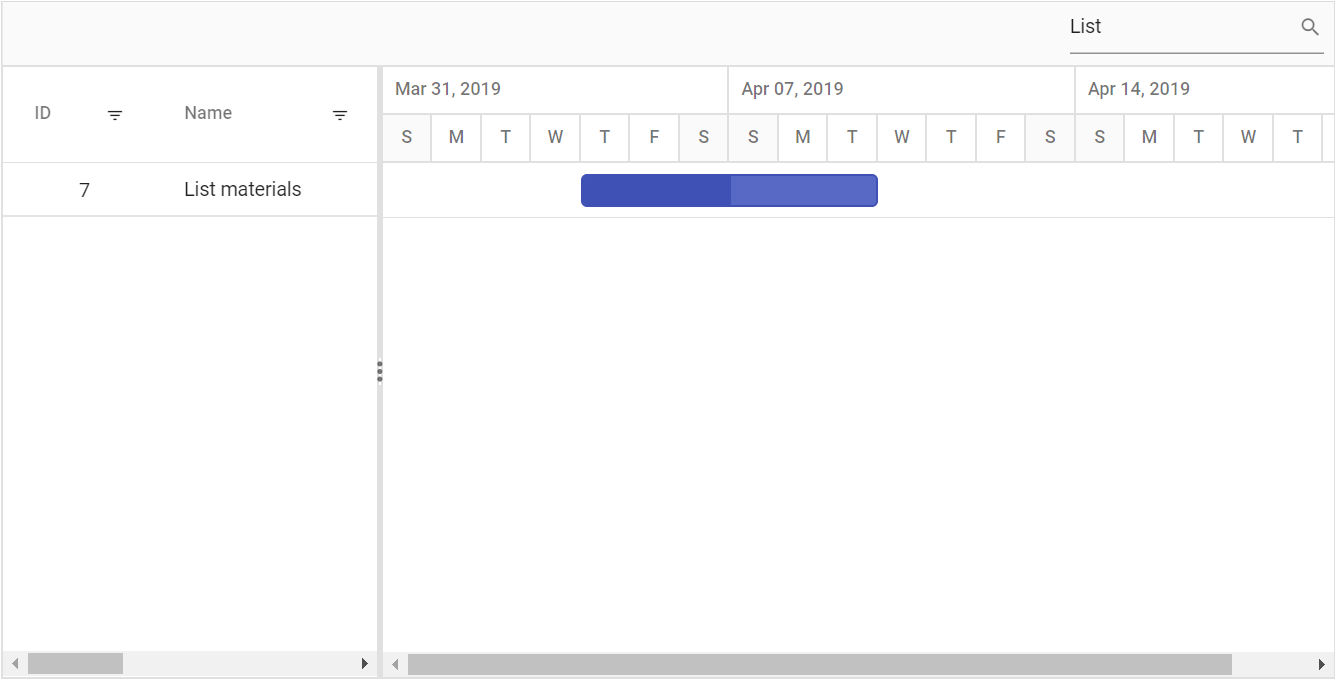 List
ID Name
Mar 31, 2019 Apr 07, 2019 Apr 14, 2019
S M T W T F S S M T W T F S S M T W T
7 List materials